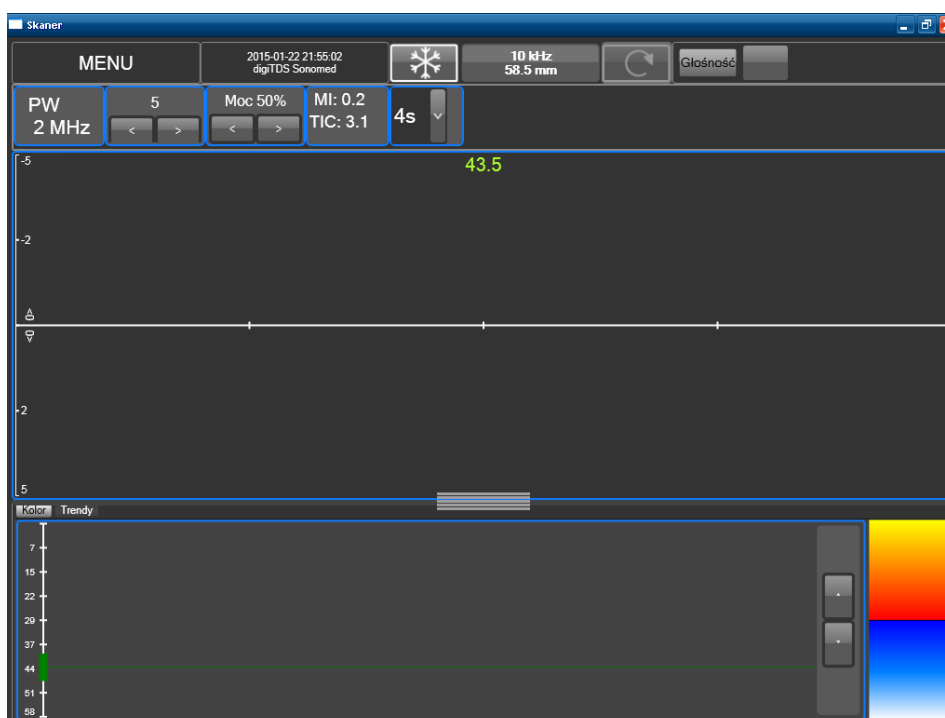 Skaner
MENU
2015-01-22 21:55:02
digiTDS Sonomed
10 kHz
58.5 mm
Głośność
PW
2 MHz
5
< >
Moc 50%
< >
MI: 0.2
TIC: 3.1
4s
-5
43.5
-2
2
5
Kolor Trendy
7
15
22
29
37
44
51
58